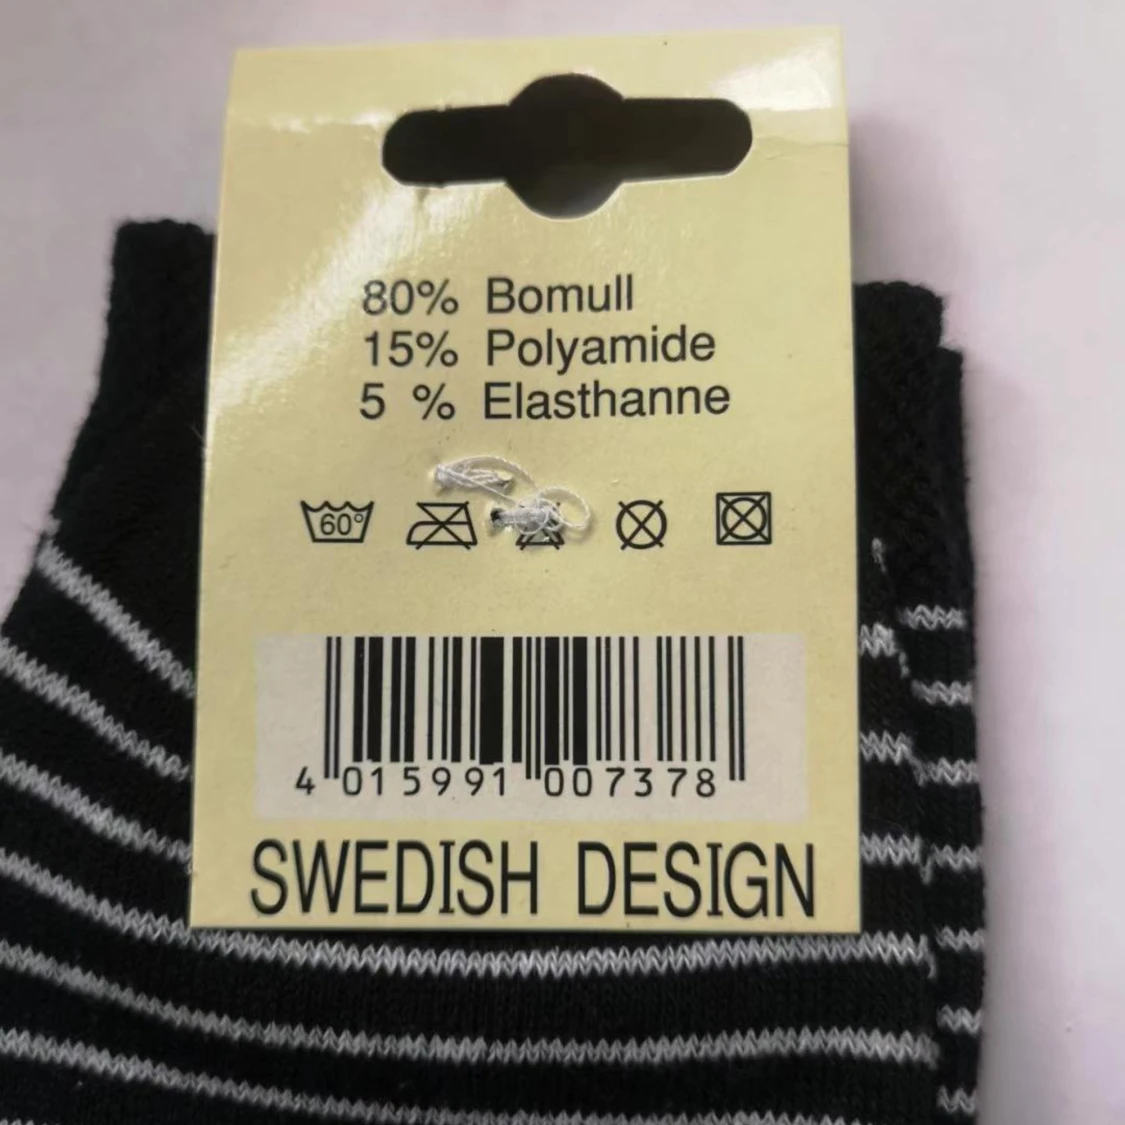 80% Bomull
15% Polyamide
5 % Elasthanne
60°
4 015991 007378
SWEDISH DESIGN